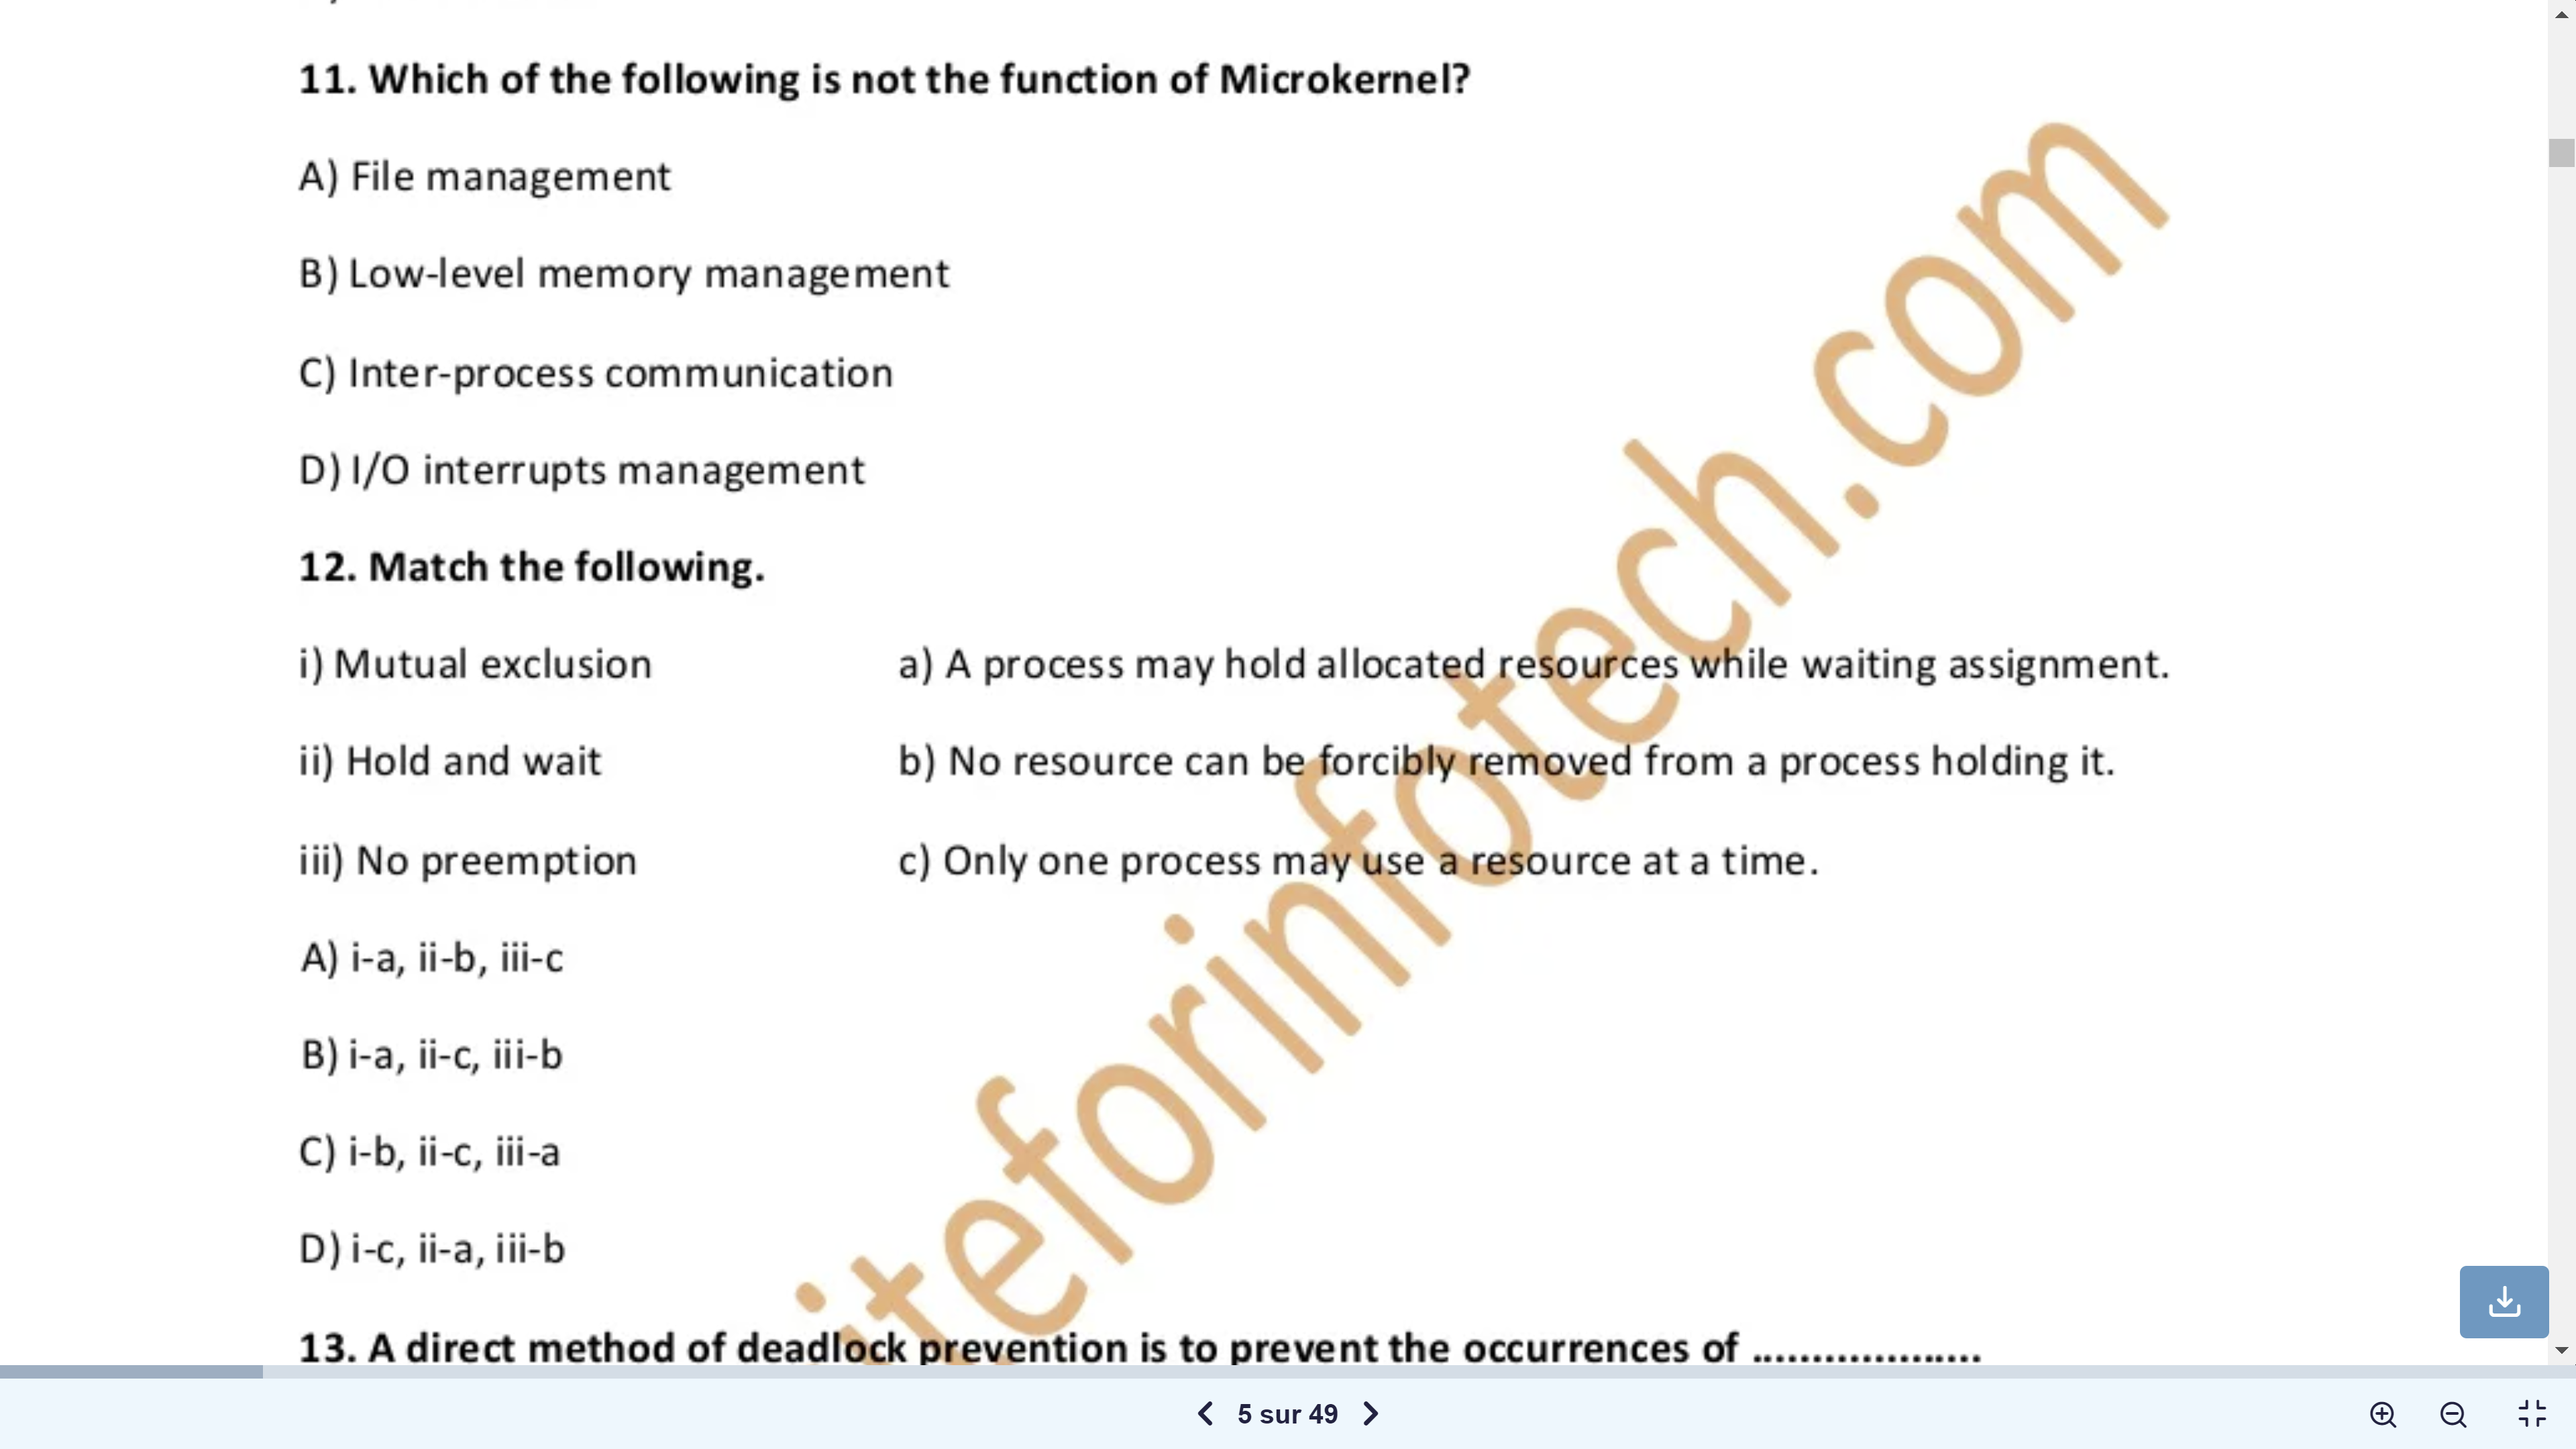 11. Which of the following is not the function of Microkernel?
A) File management
B) Low-level memory management
C) Inter-process communication
D) I/O interrupts management
12. Match the following.
i) Mutual exclusion a) A process may hold allocated resources while waiting assignment.
ii) Hold and wait b) No resource can be forcibly removed from a process holding it.
iii) No preemption c) Only one process may use a resource at a time.
A) i-a, ii-b, iii-c
B) i-a, ii-c, iii-b
C) i-b, ii-c, iii-a
D) i-c, ii-a, iii-b
13. A direct method of deadlock prevention is to prevent the occurrences of ...................
iteforinfotech.com
5 sur 49